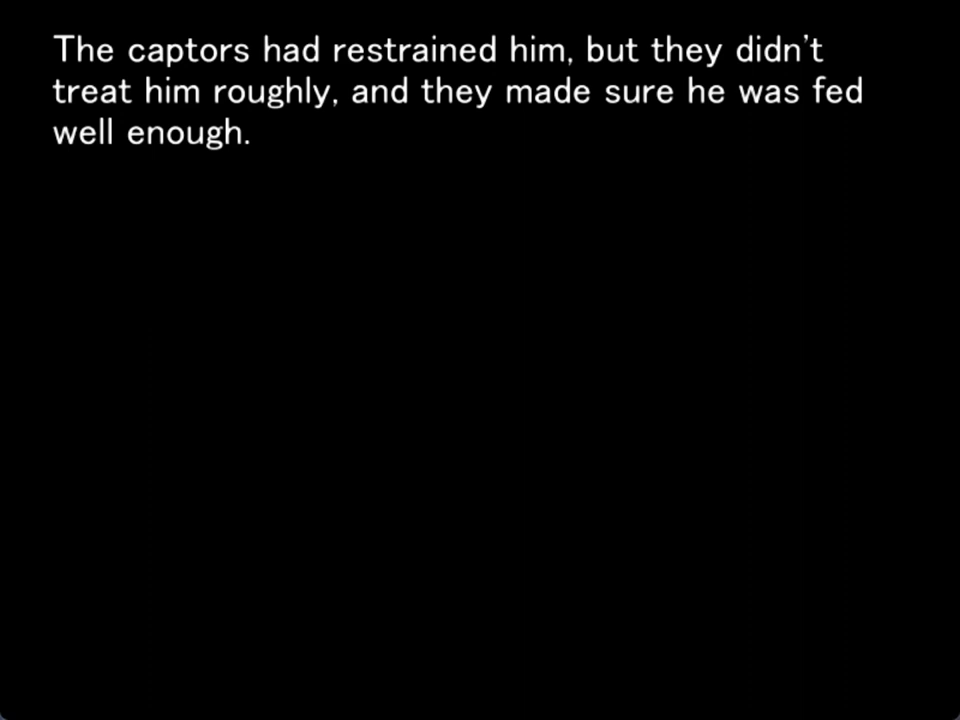 The captors had restrained him, but they didn't
treat him roughly, and they made sure he was fed
well enough.